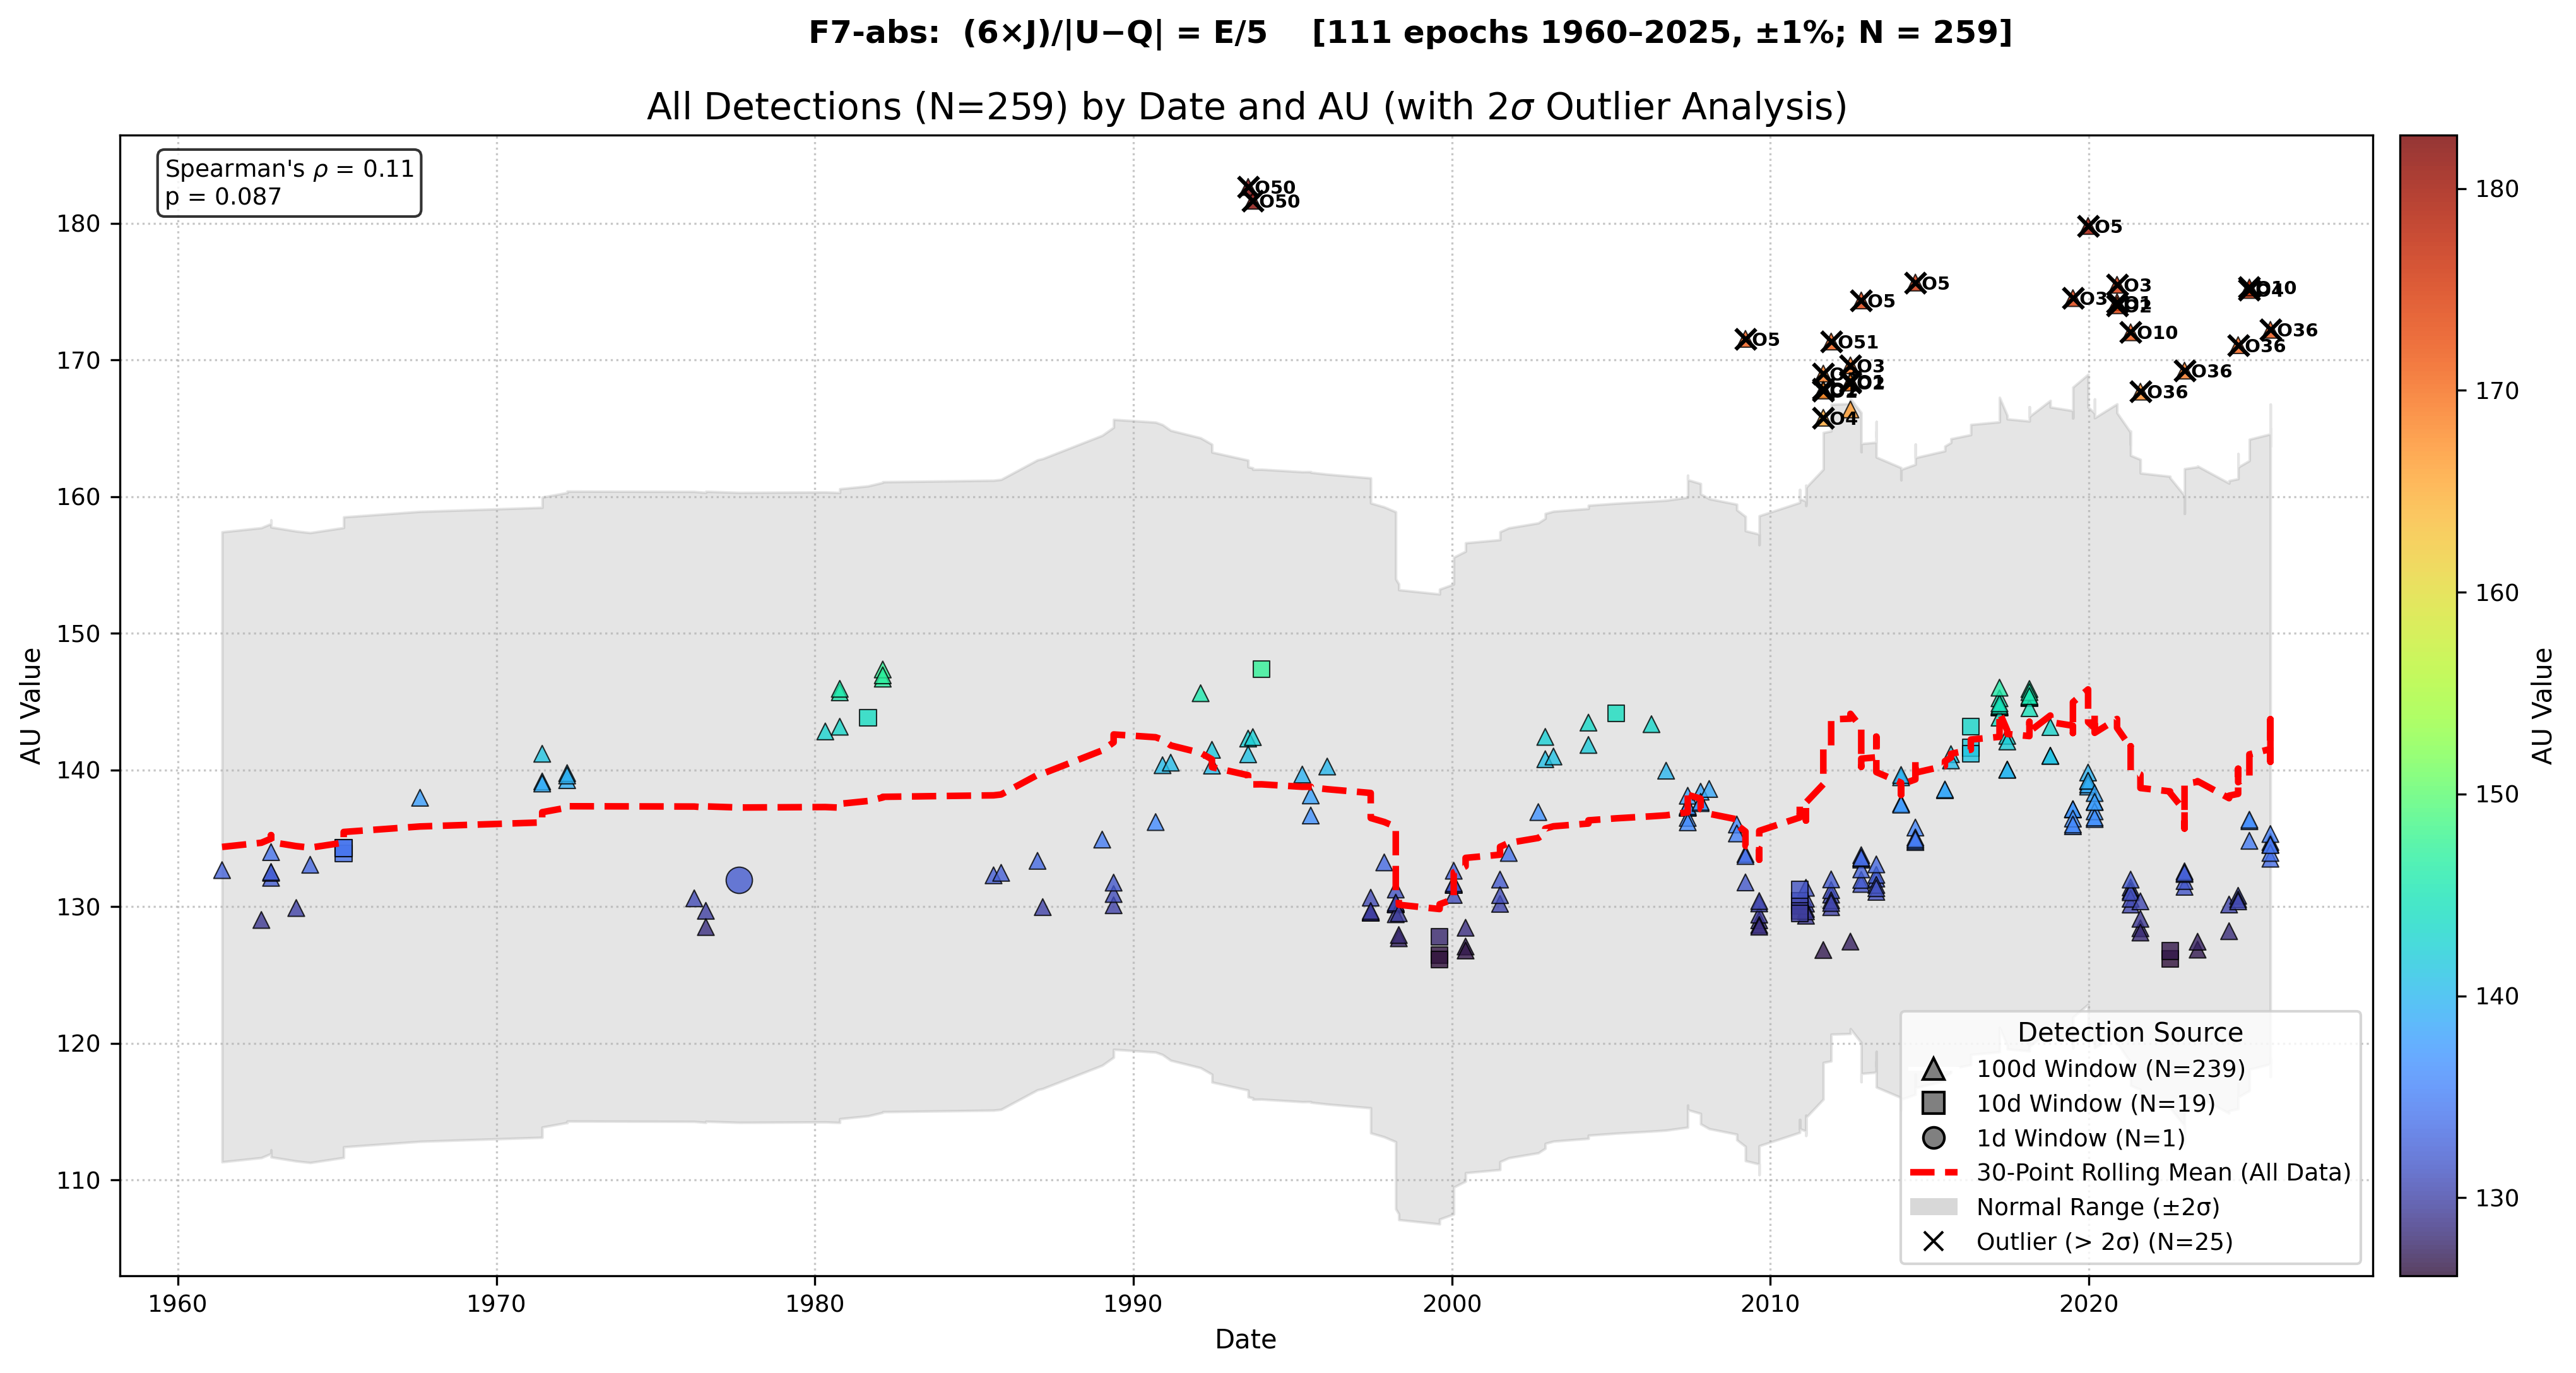 F7-abs: (6×J)/|U−Q| = E/5 [111 epochs 1960–2025, ±1%; N = 259]
All Detections (N=259) by Date and AU (with 2σ Outlier Analysis)
Spearman's ρ = 0.11
p = 0.087
AU Value
180
170
160
150
140
130
120
110
1960
1970
1980
1990
2000
2010
2020
Date
O50
O50
O5
O51
O5
O5
O3
O4
O5
O3
O3
O2
O10
O36
O36
O36
O36
Detection Source
100d Window (N=239)
10d Window (N=19)
1d Window (N=1)
30-Point Rolling Mean (All Data)
Normal Range (±2σ)
Outlier (> 2σ) (N=25)
180
170
160
150
140
130
AU Value